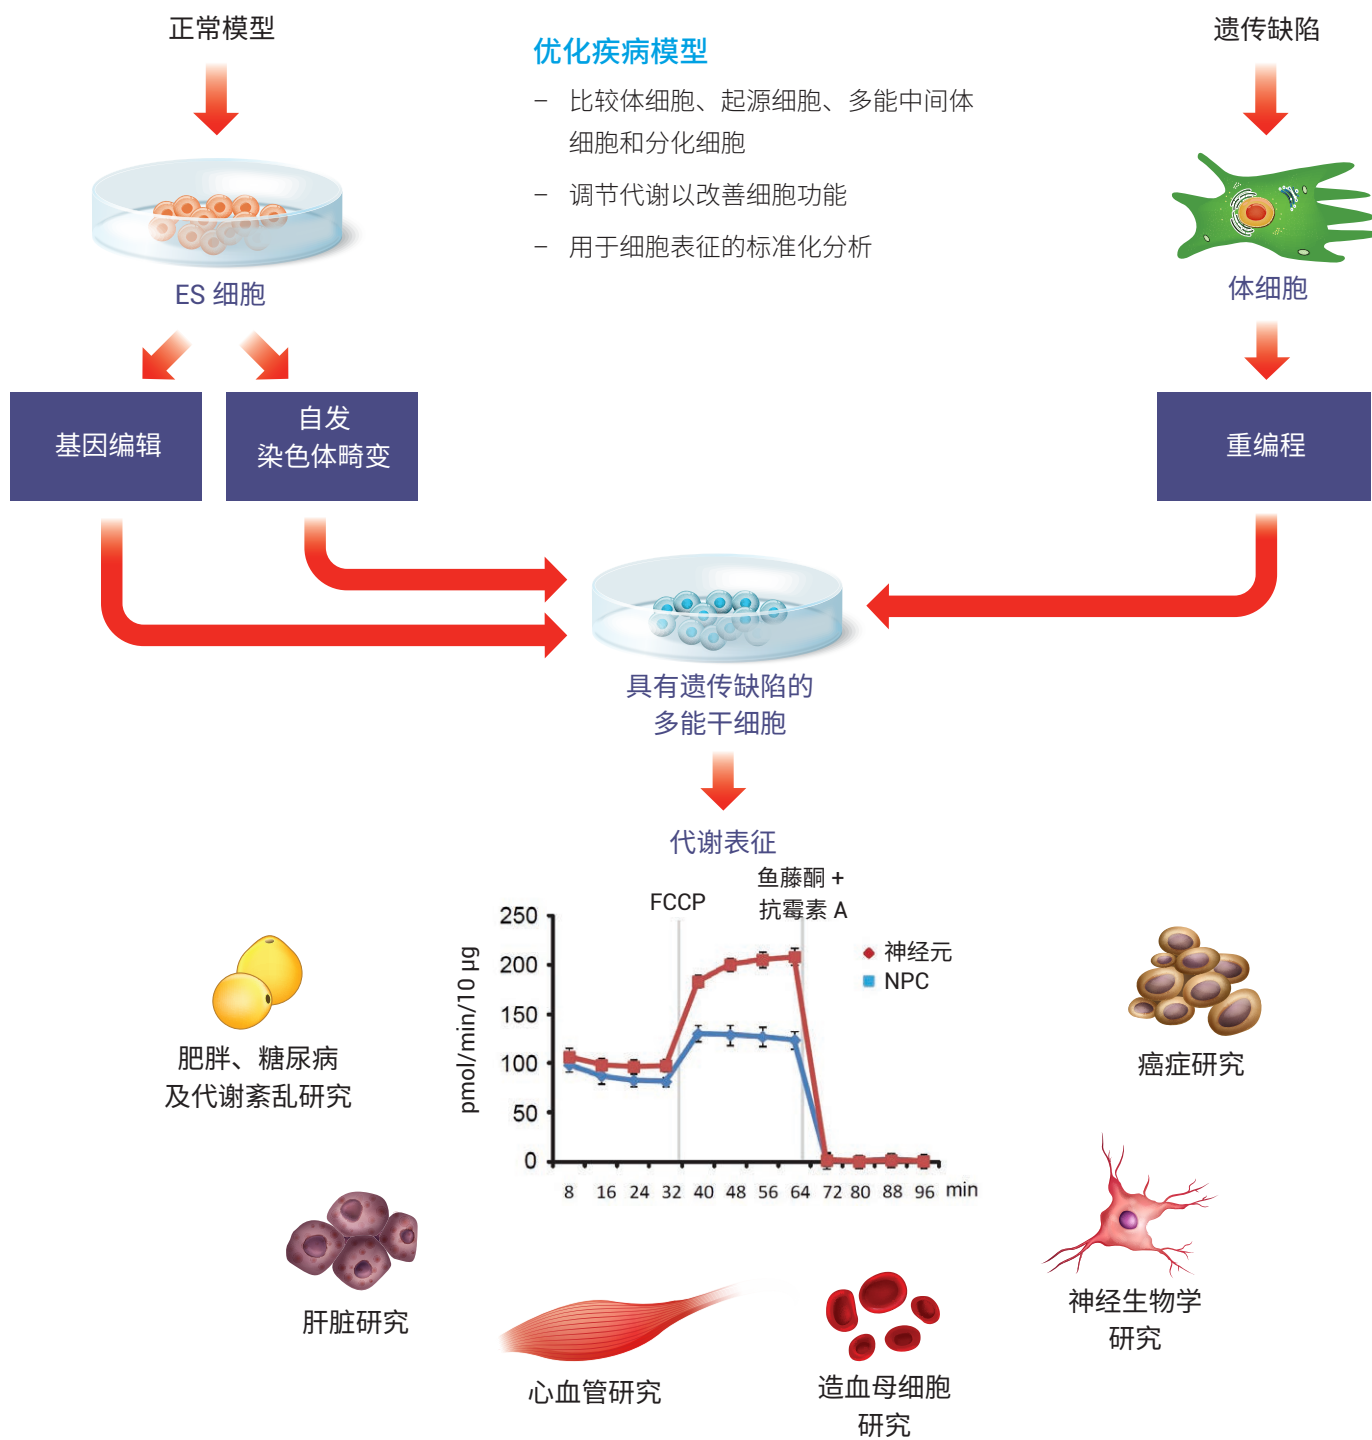 正常模型
优化疾病模型
– 比较体细胞、起源细胞、多能中间体
细胞和分化细胞
– 调节代谢以改善细胞功能
– 用于细胞表征的标准化分析
遗传缺陷
ES 细胞
体细胞
基因编辑
自发
染色体畸变
重编程
具有遗传缺陷的
多能干细胞
代谢表征
FCCP
鱼藤酮 +
抗霉素 A
神经元
NPC
pmol/min/10 µg
250
200
150
100
50
0
8 16 24 32 40 48 56 64 72 80 88 96 min
肥胖、糖尿病
及代谢紊乱研究
癌症研究
肝脏研究
神经生物学
研究
心血管研究
造血母细胞
研究